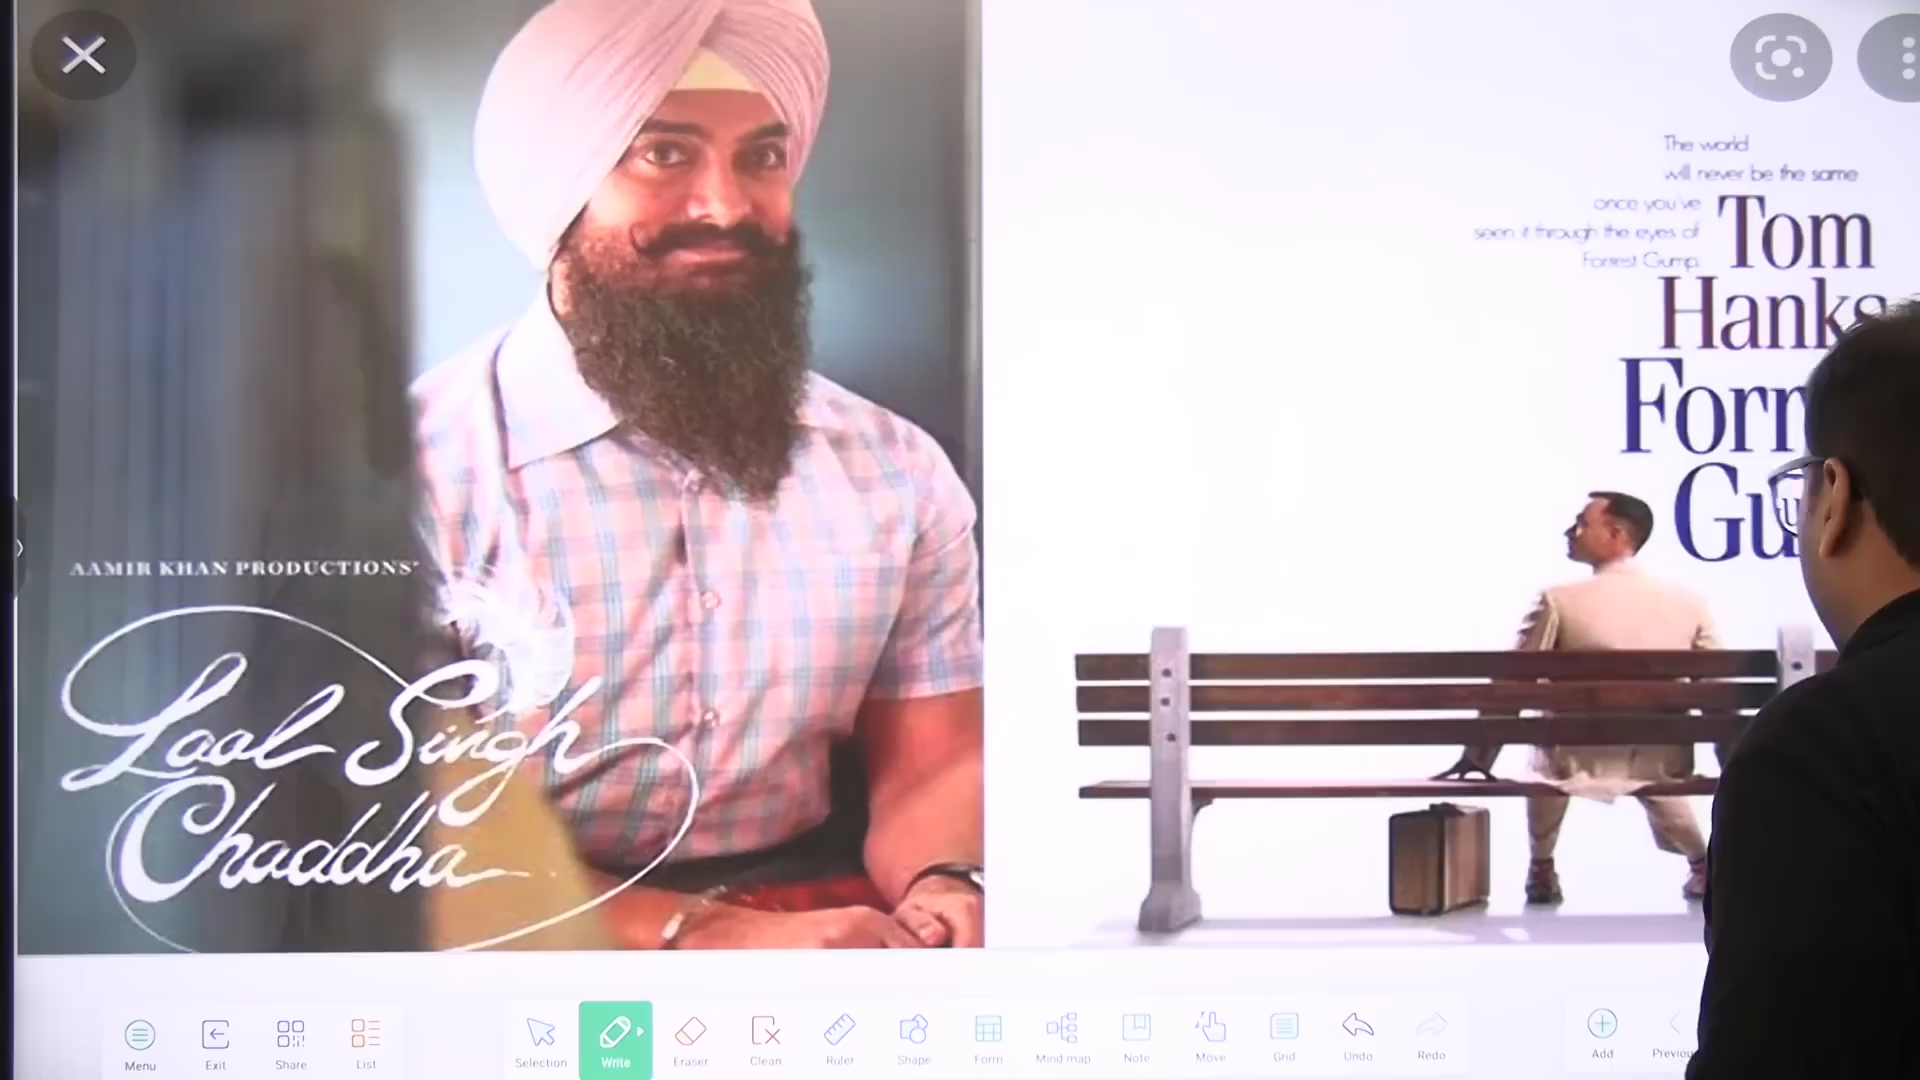 AAMIR KHAN PRODUCTIONS'
Laal Singh
Chaddha
The world
will never be the same
once you've
seen it through the eyes of
Forrest Gump.
Tom
Hanks
Menu
Exit
Share
List
Selection
Write
Eraser
Clean
Ruler
Shape
Form
Mind map
Note
Move
Grid
Undo
Redo
Add